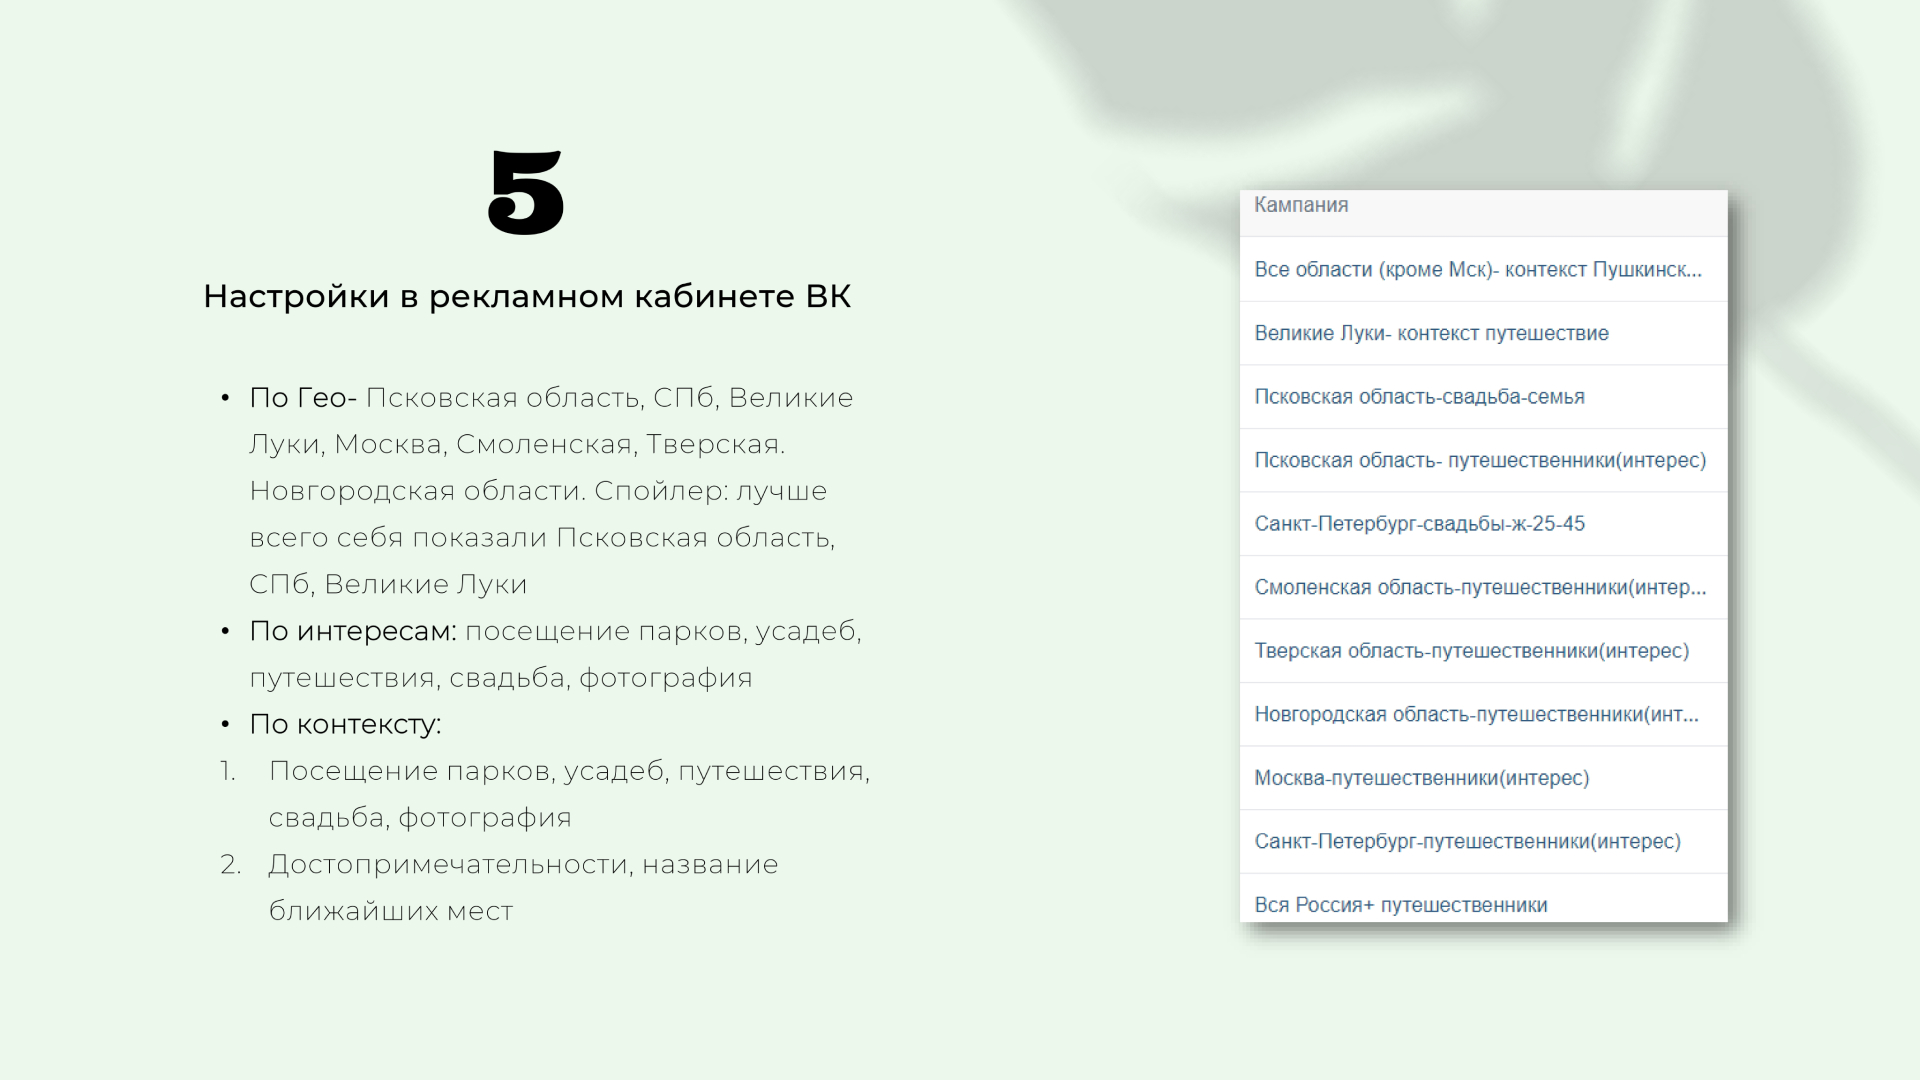 5
Настройки в рекламном кабинете ВК
• По Гео- Псковская область, СПб, Великие
Луки, Москва, Смоленская, Тверская.
Новгородская области. Спойлер: лучше
всего себя показали Псковская область,
СПб, Великие Луки
• По интересам: посещение парков, усадеб,
путешествия, свадьба, фотография
• По контексту:
1. Посещение парков, усадеб, путешествия,
свадьба, фотография
2. Достопримечательности, название
ближайших мест
Кампания
Все области (кроме Мск)- контекст Пушкинск...
Великие Луки- контекст путешествие
Псковская область-свадьба-семья
Псковская область- путешественники(интерес)
Санкт-Петербург-свадьбы-ж-25-45
Смоленская область-путешественники(интер...
Тверская область-путешественники(интерес)
Новгородская область-путешественники(инт...
Москва-путешественники(интерес)
Санкт-Петербург-путешественники(интерес)
Вся Россия+ путешественники